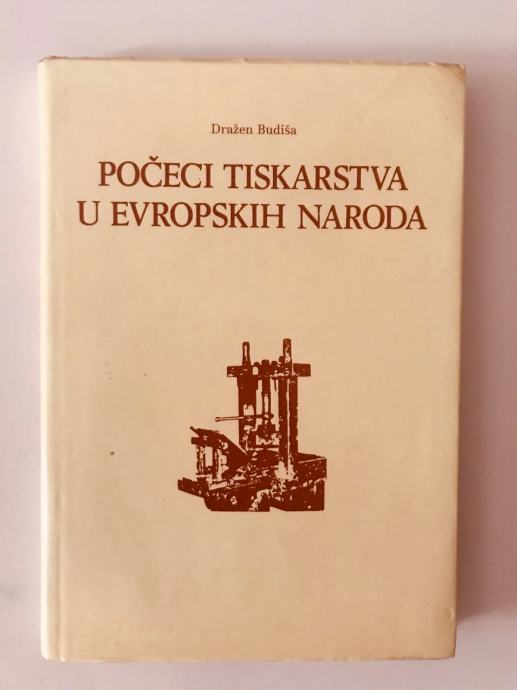 Dražen Budiša
POČECI TISKARSTVA
U EVROPSKIH NARODA